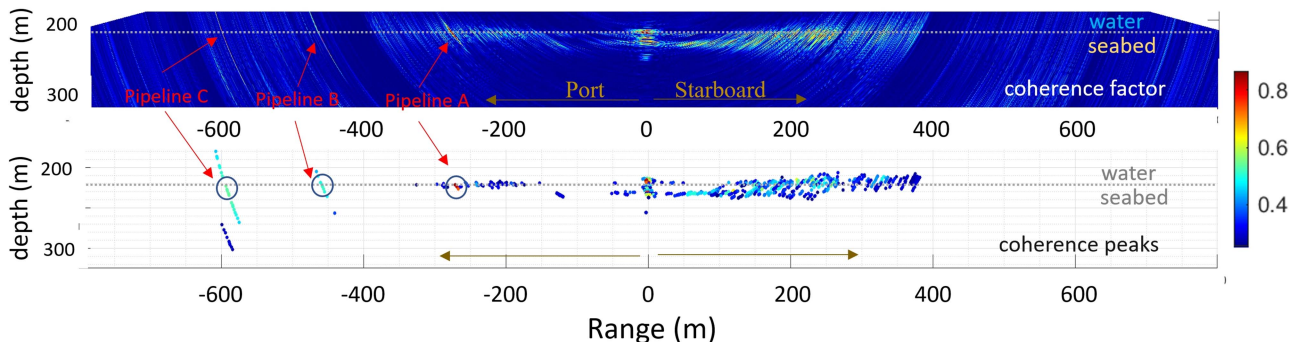 200
300
depth (m)
water
seabed
coherence factor
Pipeline C
Pipeline B
Pipeline A
Port
Starboard
-600 -400 -200 0 200 400 600
0.8
0.4
200
300
depth (m)
water
seabed
coherence peaks
-600 -400 -200 0 200 400 600
Range (m)